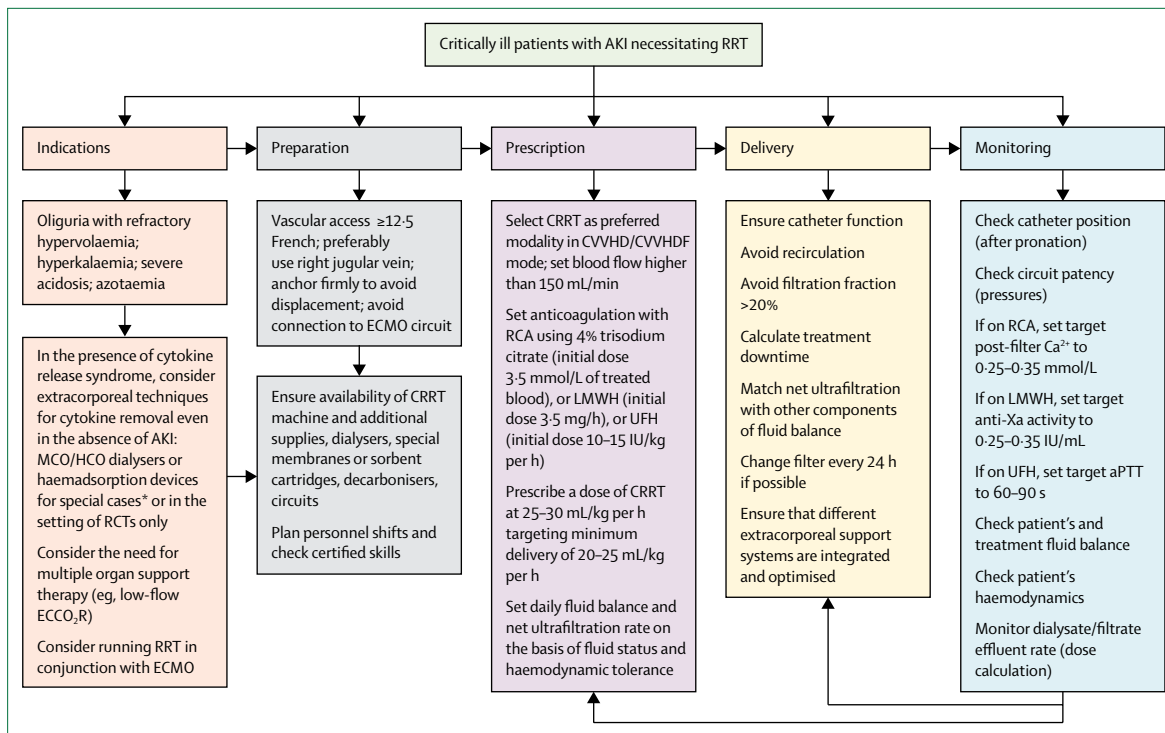 Critically ill patients with AKI necessitating RRT
Indications
Preparation
Prescription
Delivery
Monitoring
Oliguria with refractory
hypervolaemia;
hyperkalaemia; severe
acidosis; azotaemia
In the presence of cytokine
release syndrome, consider
extracorporeal techniques
for cytokine removal even
in the absence of AKI:
MCO/HCO dialysers or
haemadsorption devices
for special cases* or in the
setting of RCTs only
Consider the need for
multiple organ support
therapy (eg, low-flow
ECCO₂R)
Consider running RRT in
conjunction with ECMO
Vascular access ≥12·5
French; preferably
use right jugular vein;
anchor firmly to avoid
displacement; avoid
connection to ECMO circuit
Ensure availability of CRRT
machine and additional
supplies, dialysers, special
membranes or sorbent
cartridges, decarbonisers,
circuits
Plan personnel shifts and
check certified skills
Select CRRT as preferred
modality in CVVHD/CVVHDF
mode; set blood flow higher
than 150 mL/min
Set anticoagulation with
RCA using 4% trisodium
citrate (initial dose
3·5 mmol/L of treated
blood), or LMWH (initial
dose 3·5 mg/h), or UFH
(initial dose 10–15 IU/kg
per h)
Prescribe a dose of CRRT
at 25–30 mL/kg per h
targeting minimum
delivery of 20–25 mL/kg
per h
Set daily fluid balance and
net ultrafiltration rate on
the basis of fluid status and
haemodynamic tolerance
Ensure catheter function
Avoid recirculation
Avoid filtration fraction
>20%
Calculate treatment
downtime
Match net ultrafiltration
with other components
of fluid balance
Change filter every 24 h
if possible
Ensure that different
extracorporeal support
systems are integrated
and optimised
Check catheter position
(after pronation)
Check circuit patency
(pressures)
If on RCA, set target
post-filter Ca²⁺ to
0·25–0·35 mmol/L
If on LMWH, set target
anti-Xa activity to
0·25–0·35 IU/mL
If on UFH, set target aPTT
to 60–90 s
Check patient's and
treatment fluid balance
Check patient's
haemodynamics
Monitor dialysate/filtrate
effluent rate (dose
calculation)